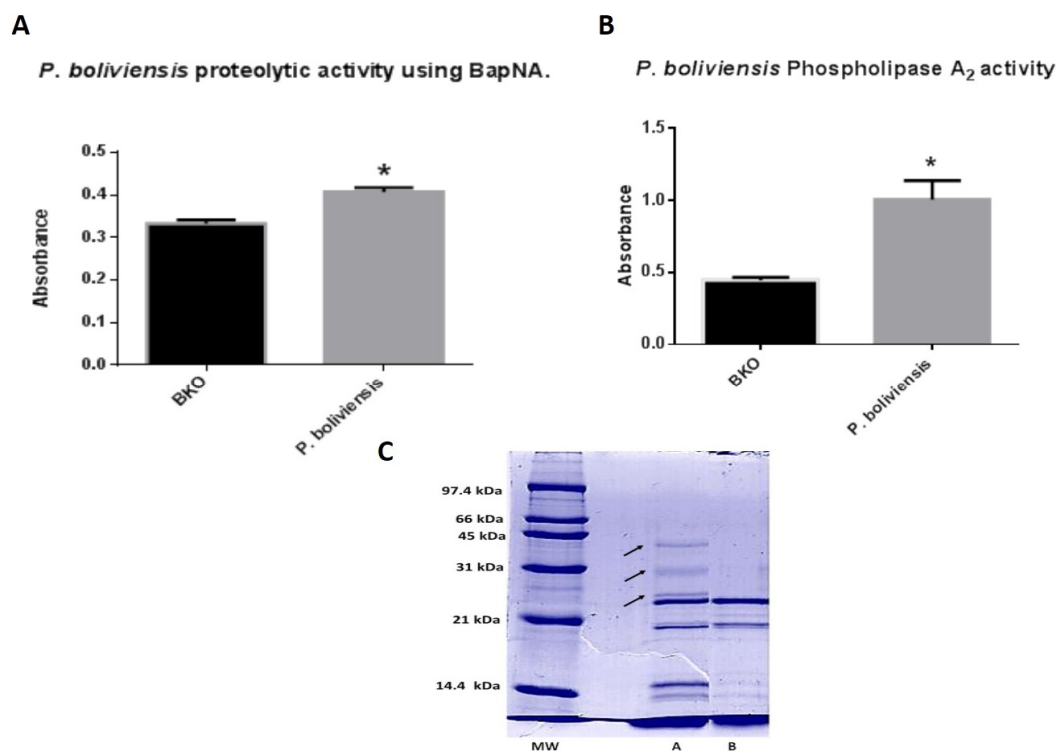 A
P. boliviensis proteolytic activity using BapNA.
0.5
0.4
0.3
0.2
0.1
0.0
Absorbance
*
BKO
P. boliviensis
B
P. boliviensis Phospholipase A₂ activity
1.5
1.0
0.5
0.0
Absorbance
*
BKO
P. boliviensis
C
97.4 kDa
66 kDa
45 kDa
31 kDa
21 kDa
14.4 kDa
MW
A
B